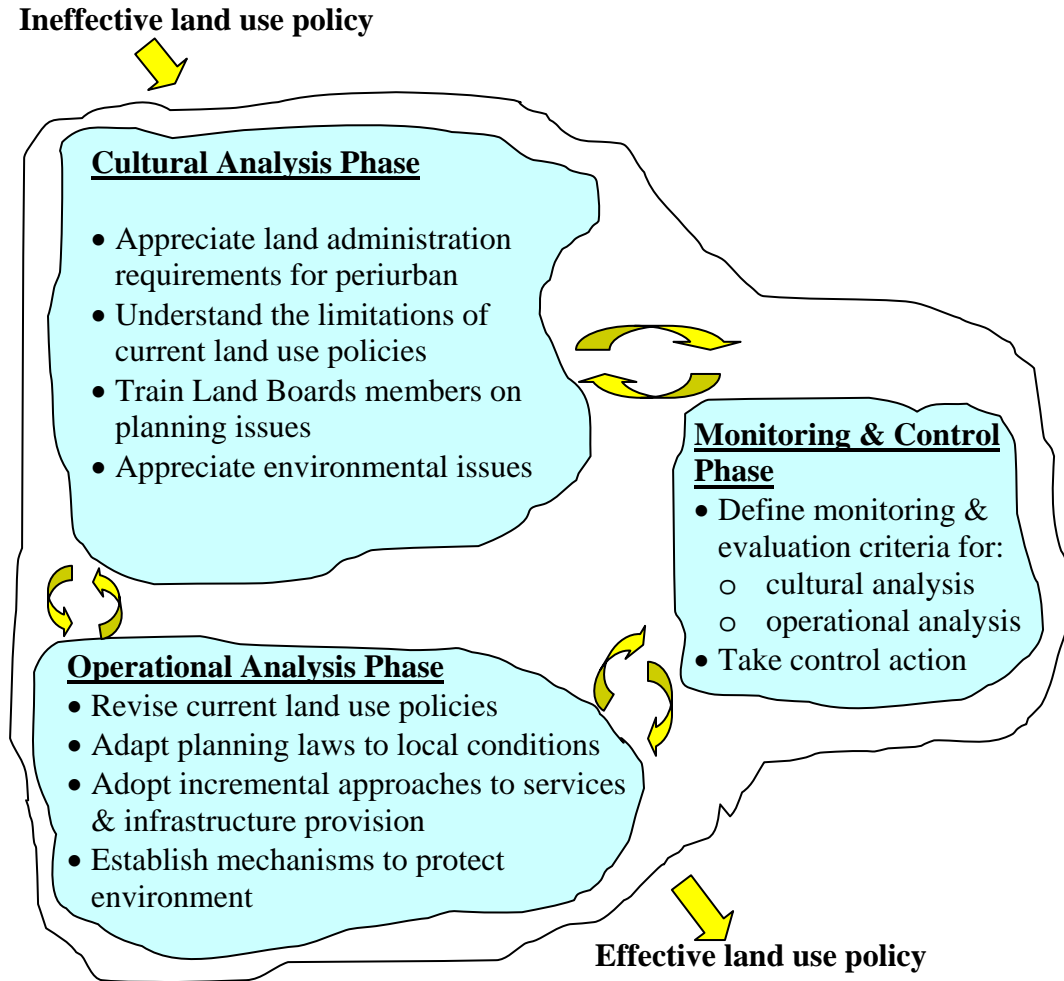 Ineffective land use policy
Cultural Analysis Phase
• Appreciate land administration
requirements for periurban
• Understand the limitations of
current land use policies
• Train Land Boards members on
planning issues
• Appreciate environmental issues
Monitoring & Control
Phase
• Define monitoring &
evaluation criteria for:
o cultural analysis
o operational analysis
• Take control action
Operational Analysis Phase
• Revise current land use policies
• Adapt planning laws to local conditions
• Adopt incremental approaches to services
& infrastructure provision
• Establish mechanisms to protect
environment
Effective land use policy